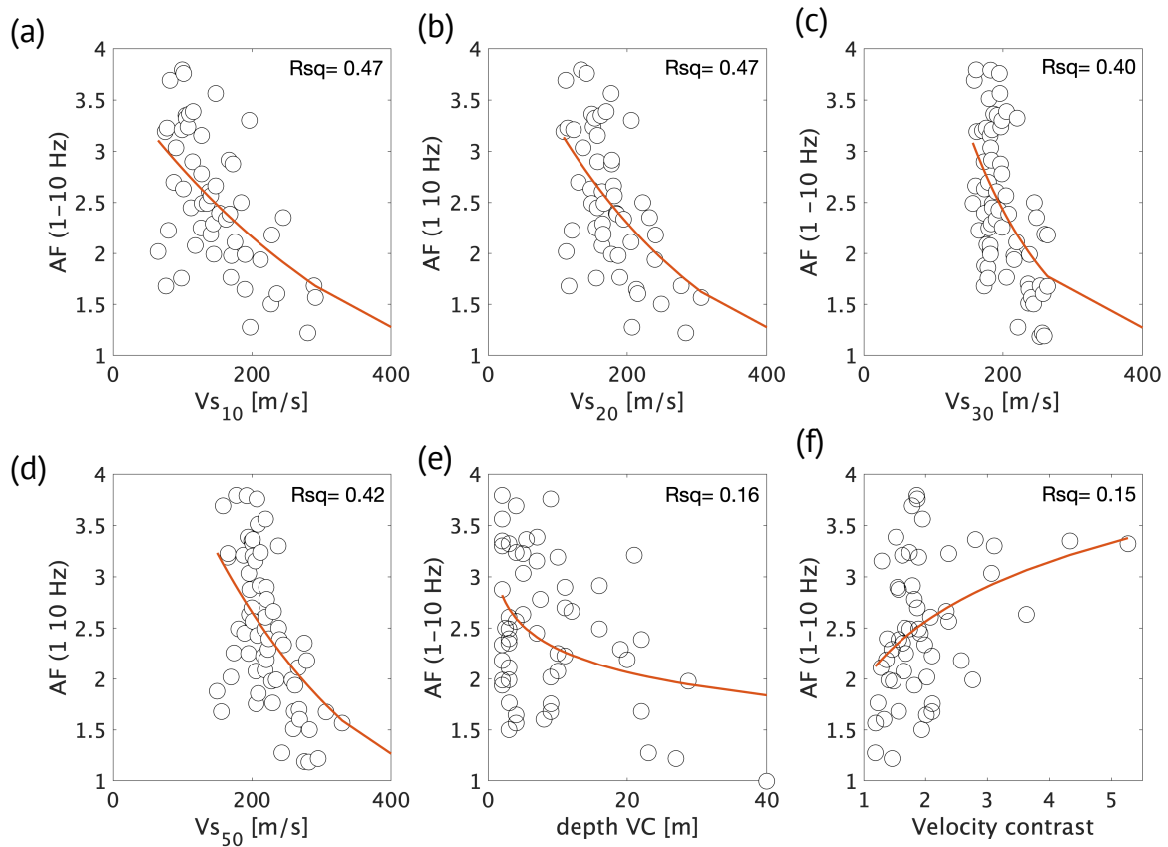 (a)
Rsq= 0.47
4
3.5
3
2.5
2
1.5
1
AF (1−10 Hz)
0
200
400
Vs10 [m/s]
(b)
Rsq= 0.47
4
3.5
3
2.5
2
1.5
1
AF (1 10 Hz)
0
200
400
Vs20 [m/s]
(c)
Rsq= 0.40
4
3.5
3
2.5
2
1.5
1
AF (1 −10 Hz)
0
200
400
Vs30 [m/s]
(d)
Rsq= 0.42
4
3.5
3
2.5
2
1.5
1
AF (1 10 Hz)
0
200
400
Vs50 [m/s]
(e)
Rsq= 0.16
4
3.5
3
2.5
2
1.5
1
AF (1−10 Hz)
0
20
40
depth VC [m]
(f)
Rsq= 0.15
4
3.5
3
2.5
2
1.5
1
AF (1−10 Hz)
1
2
3
4
5
Velocity contrast